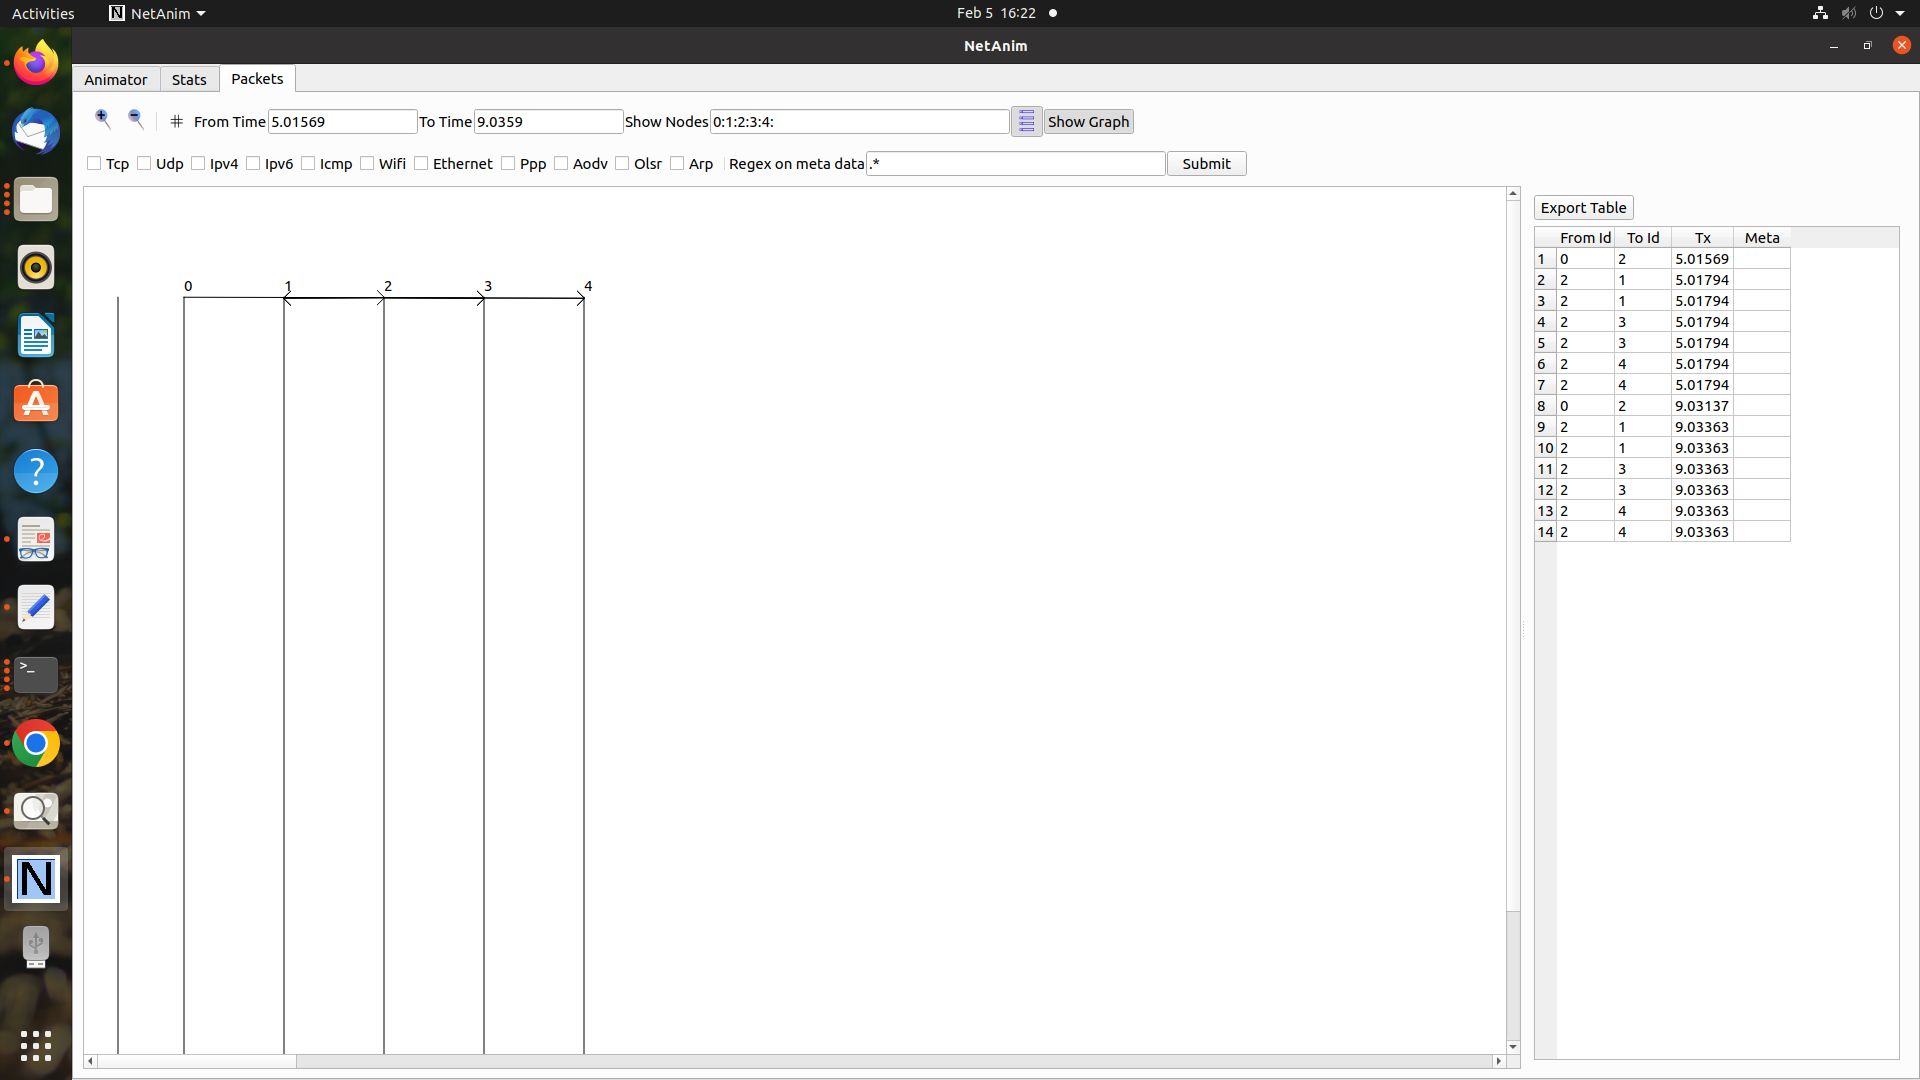 Activities NetAnim Feb 5 16:22
NetAnim
Animator Stats Packets
From Time 5.01569 To Time 9.0359 Show Nodes 0:1:2:3:4: Show Graph
Tcp Udp Ipv4 Ipv6 Icmp Wifi Ethernet Ppp Aodv Olsr Arp Regex on meta data .* Submit
Export Table
From Id To Id Tx Meta
1 0 2 5.01569
2 2 1 5.01794
3 2 1 5.01794
4 2 3 5.01794
5 2 3 5.01794
6 2 4 5.01794
7 2 4 5.01794
8 0 2 9.03137
9 2 1 9.03363
10 2 1 9.03363
11 2 3 9.03363
12 2 3 9.03363
13 2 4 9.03363
14 2 4 9.03363
0 1 2 3 4